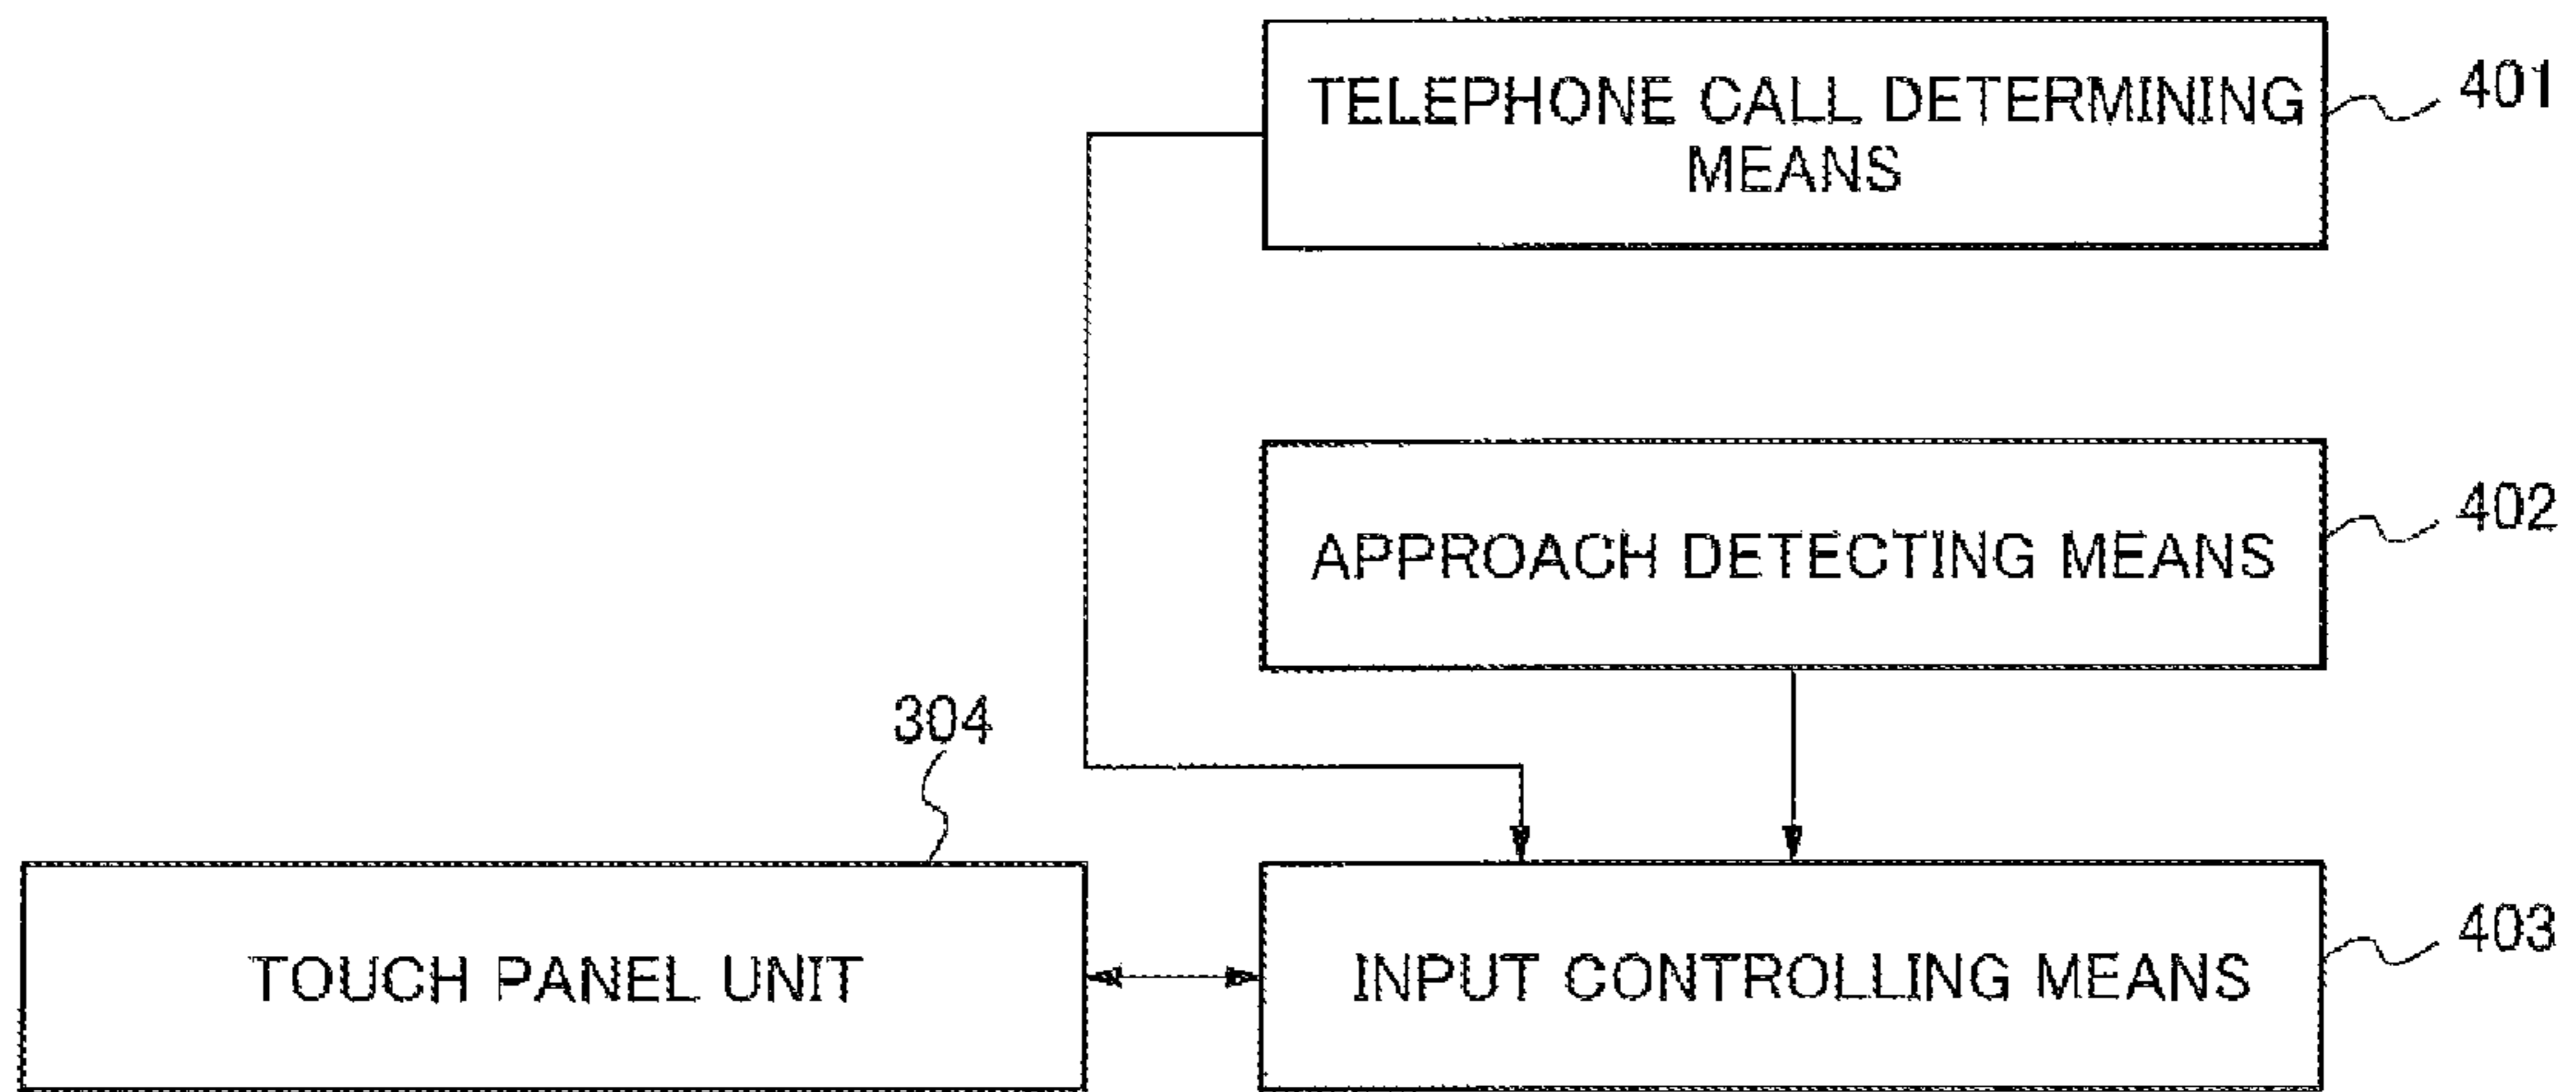 TELEPHONE CALL DETERMINING
MEANS
401
APPROACH DETECTING MEANS
402
304
TOUCH PANEL UNIT
INPUT CONTROLLING MEANS
403